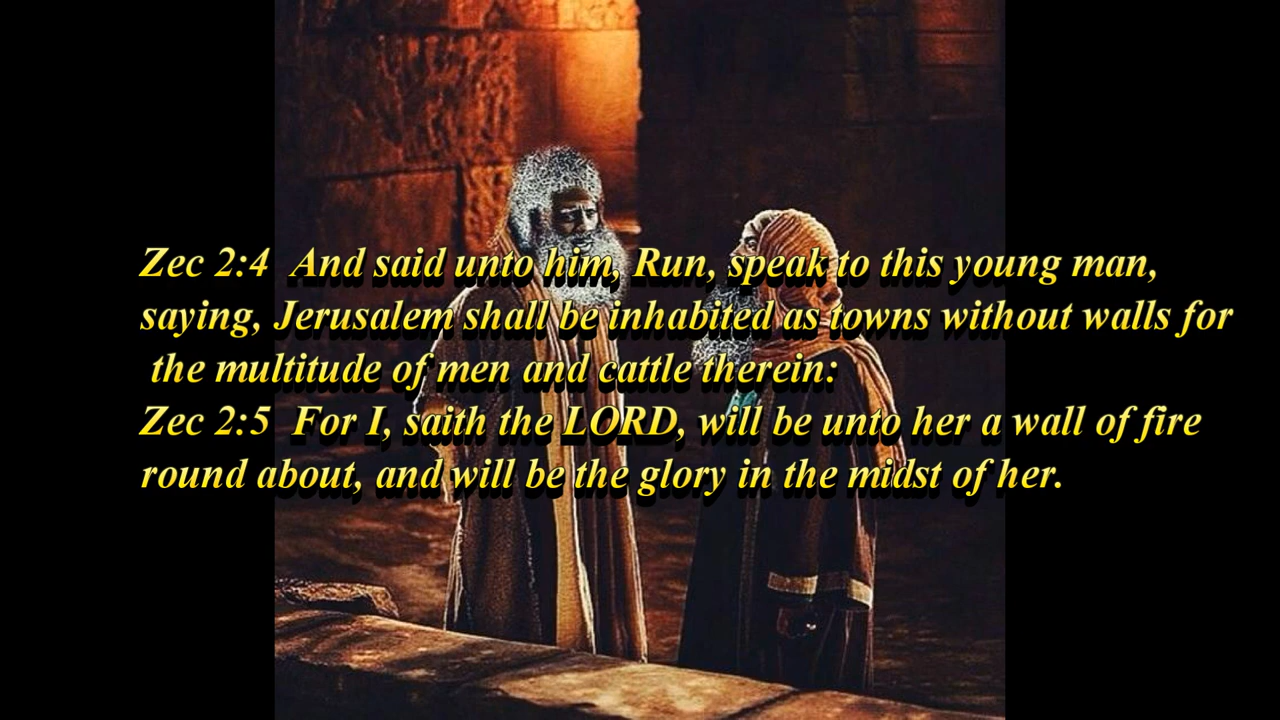 Zec 2:4 And said unto him, Run, speak to this young man,
saying, Jerusalem shall be inhabited as towns without walls for
the multitude of men and cattle therein:
Zec 2:5 For I, saith the LORD, will be unto her a wall of fire
round about, and will be the glory in the midst of her.